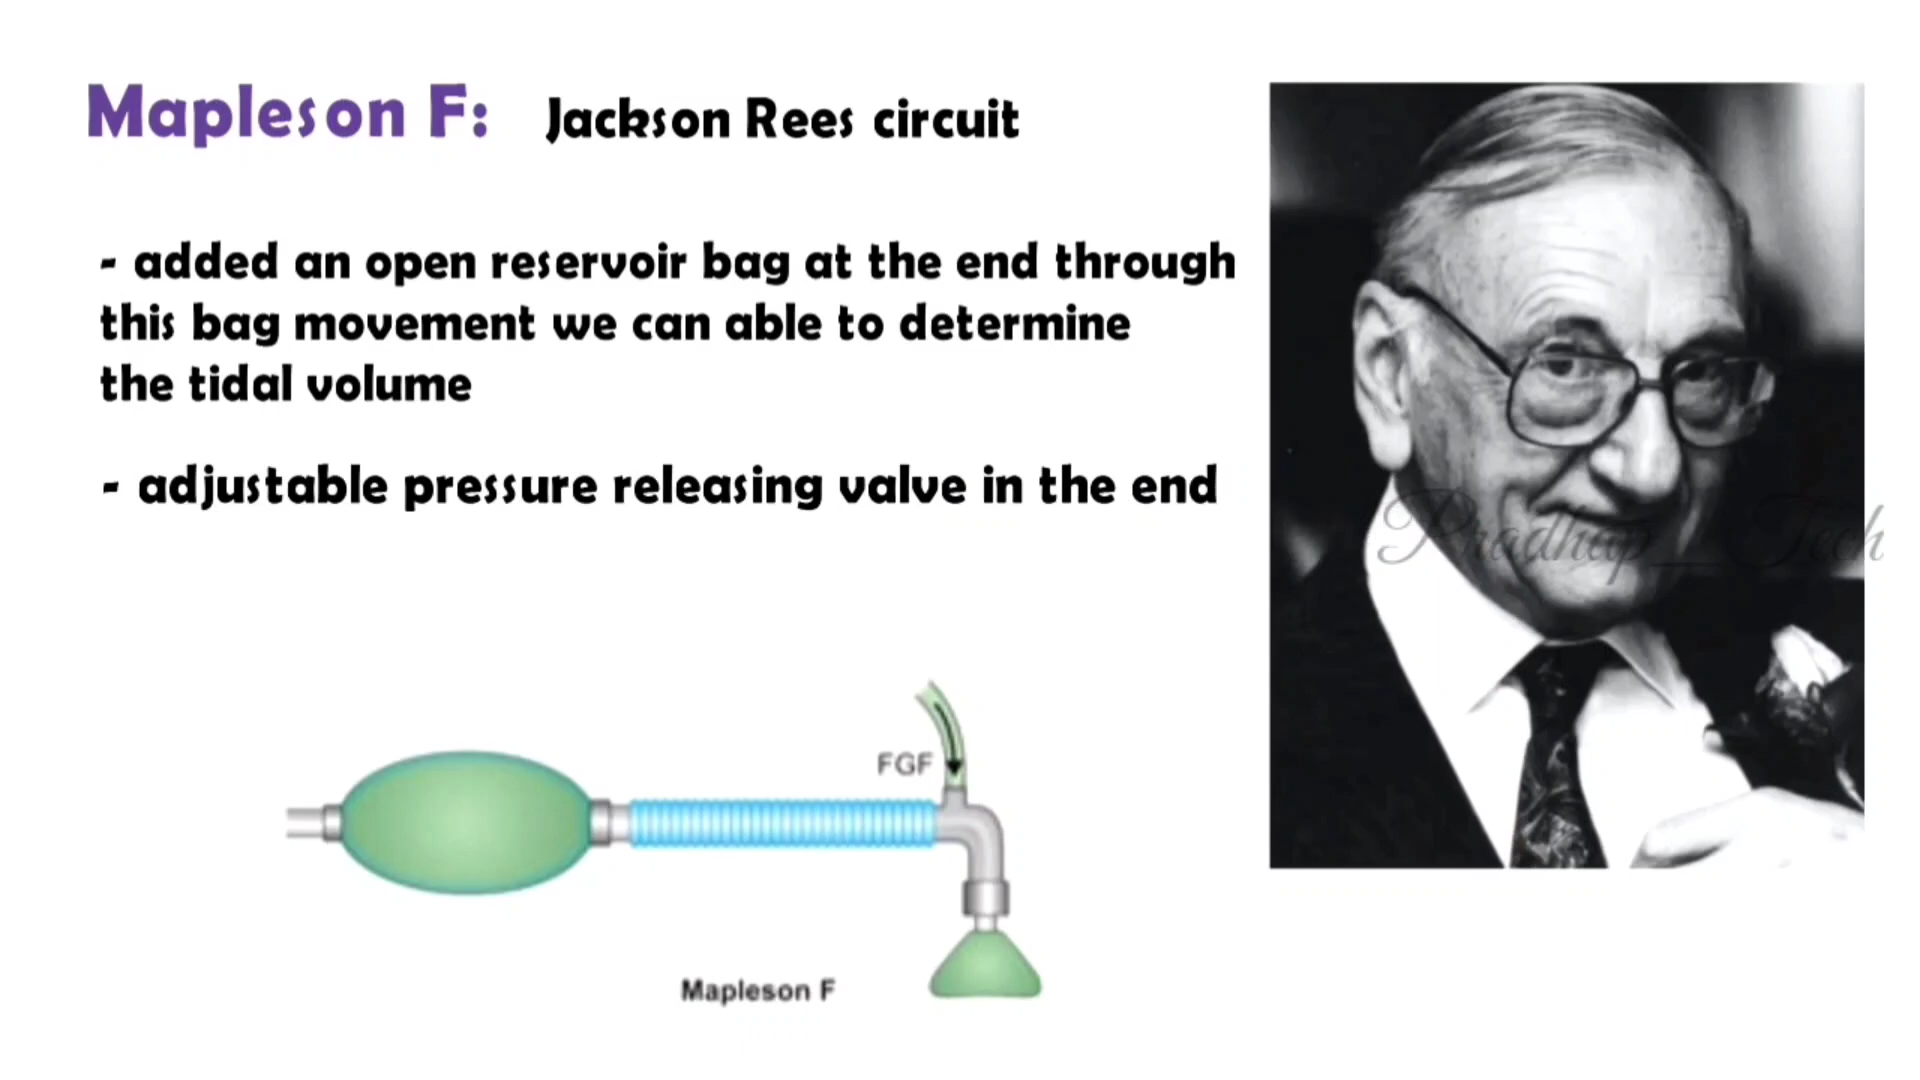 Mapleson F: Jackson Rees circuit
- added an open reservoir bag at the end through
this bag movement we can able to determine
the tidal volume
- adjustable pressure releasing valve in the end
Pradhap_Tech
FGF
Mapleson F